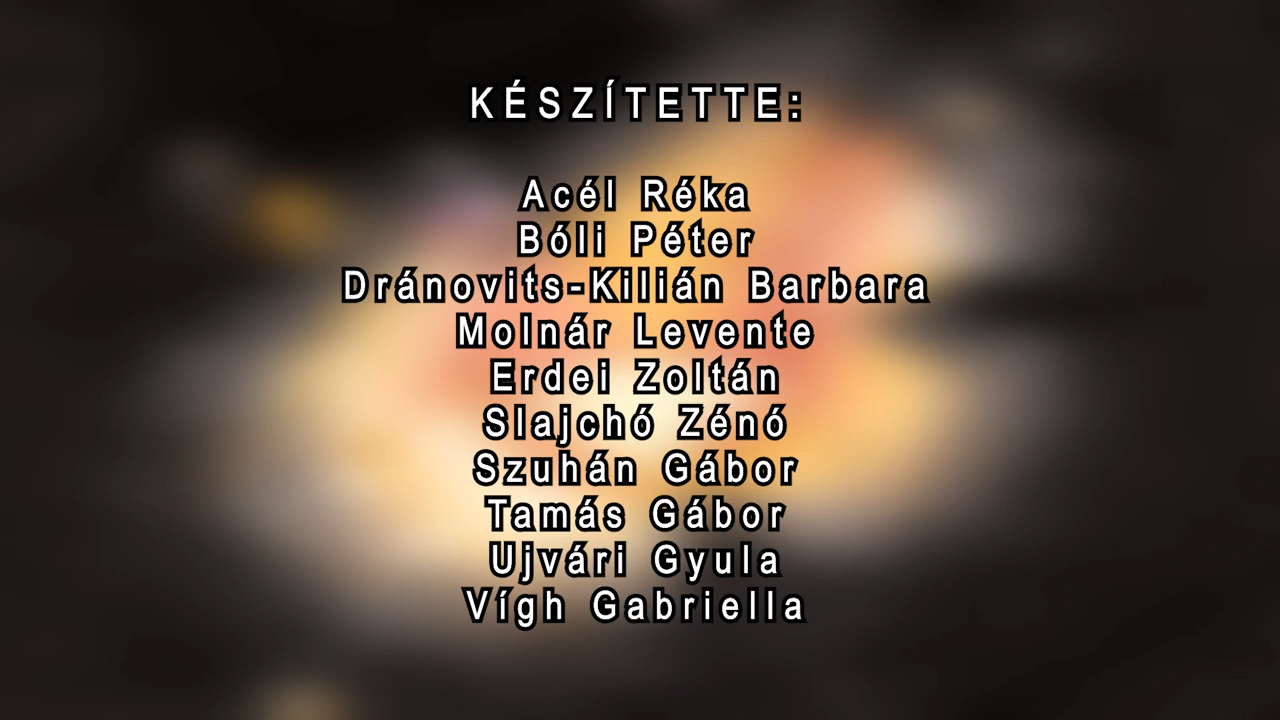 KÉSZÍTETTE:
Acél Réka
Bóli Péter
Dránovits-Kilián Barbara
Molnár Levente
Erdei Zoltán
Slajchó Zénó
Szuhán Gábor
Tamás Gábor
Ujvári Gyula
Vígh Gabriella